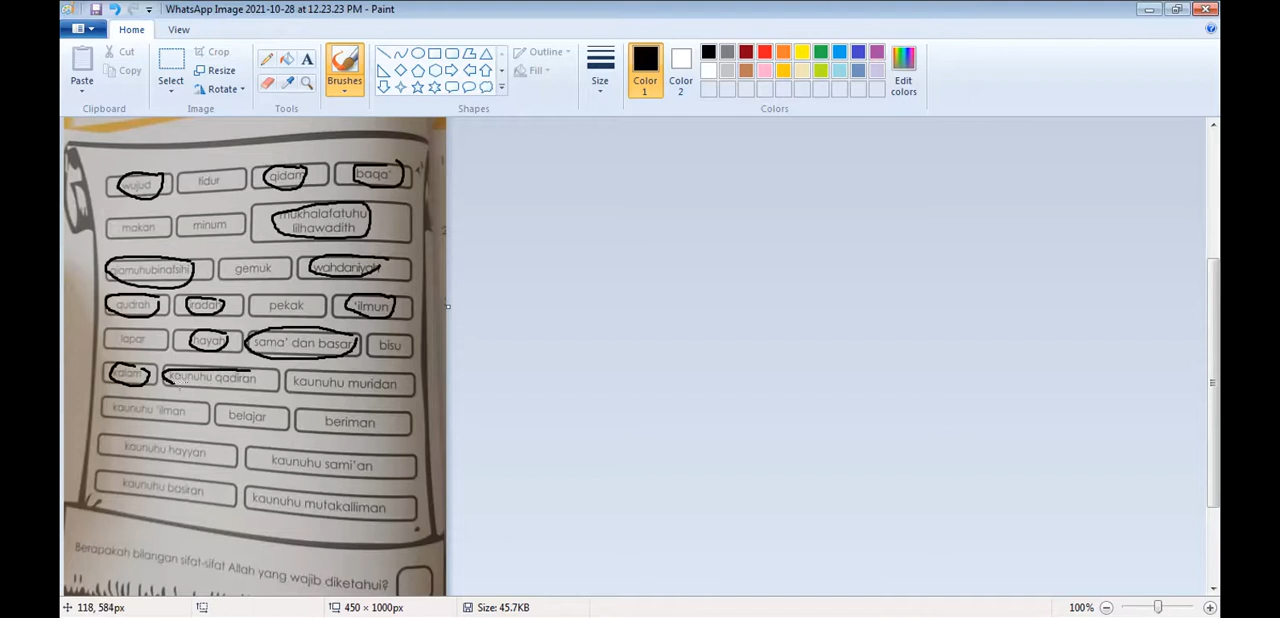 WhatsApp Image 2021-10-28 at 12.23.23 PM - Paint
Home View
Paste
Cut
Copy
Clipboard
Select
Crop
Resize
Rotate
Image
A
Tools
Brushes
Outline
Fill
Shapes
Size
Color 1
Color 2
Edit colors
Colors
wujud tidur qidam baqa'
makan minum mukhalafatuhu lilhawadith
qiamuhubinafsihi gemuk wahdaniyah
qudrah iradah pekak 'ilmun
lapar hayah sama' dan basar bisu
kalam kaunuhu qadiran kaunuhu muridan
kaunuhu 'ilman belajar beriman
kaunuhu hayyan kaunuhu sami'an
kaunuhu basiran kaunuhu mutakalliman
Berapakah bilangan sifat-sifat Allah yang wajib diketahui?
118, 584px
450 × 1000px
Size: 45.7KB
100%